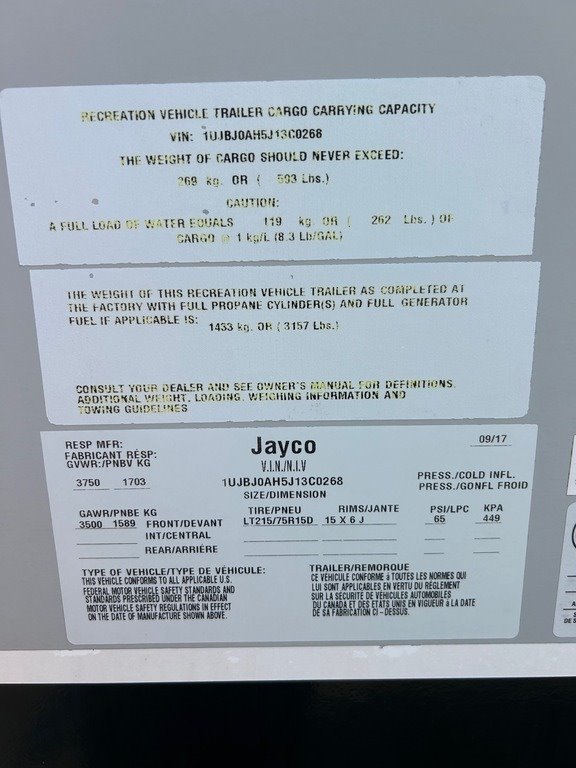 RECREATION VEHICLE TRAILER CARGO CARRYING CAPACITY
VIN: 1UJBJ0AH5J13C0268
THE WEIGHT OF CARGO SHOULD NEVER EXCEED:
269 kg. OR ( 593 Lbs.)
CAUTION:
A FULL LOAD OF WATER EQUALS 119 kg. OR ( 262 Lbs. ) OF
CARGO @ 1 kg/L (8.3 Lb/GAL)
THE WEIGHT OF THIS RECREATION VEHICLE TRAILER AS COMPLETED AT
THE FACTORY WITH FULL PROPANE CYLINDER(S) AND FULL GENERATOR
FUEL IF APPLICABLE IS: 1433 kg. OR ( 3157 Lbs.)
CONSULT YOUR DEALER AND SEE OWNER'S MANUAL FOR DEFINITIONS.
ADDITIONAL WEIGHT, LOADING, WEIGHING INFORMATION AND
TOWING GUIDELINES
RESP MFR: Jayco 09/17
FABRICANT RESP:
GVWR:/PNBV KG V.I.N./N.I.V
3750 1703 1UJBJ0AH5J13C0268 PRESS./COLD INFL.
SIZE/DIMENSION PRESS./GONFL FROID
GAWR/PNBE KG TIRE/PNEU RIMS/JANTE PSI/LPC KPA
3500 1589 FRONT/DEVANT LT215/75R15D 15 X 6 J 65 449
INT/CENTRAL
REAR/ARRIÈRE
TYPE OF VEHICLE/TYPE DE VÉHICULE: TRAILER/REMORQUE
THIS VEHICLE CONFORMS TO ALL APPLICABLE U.S.
FEDERAL MOTOR VEHICLE SAFETY STANDARDS AND
STANDARDS PRESCRIBED UNDER THE CANADIAN
MOTOR VEHICLE SAFETY REGULATIONS IN EFFECT
ON THE DATE OF MANUFACTURE SHOWN ABOVE.
CE VÉHICULE CONFORME à TOUTES LES NORMES QUI
LUI SONT APPLICABLES EN VERTU DU RÈGLEMENT
SUR LA SÉCURITÉ DE VÉHICULES AUTOMOBILES
DU CANADA ET DES ETATS UNIS EN VIGUEUR à LA DATE
DE SA FABRICATION CI - DESSUS.